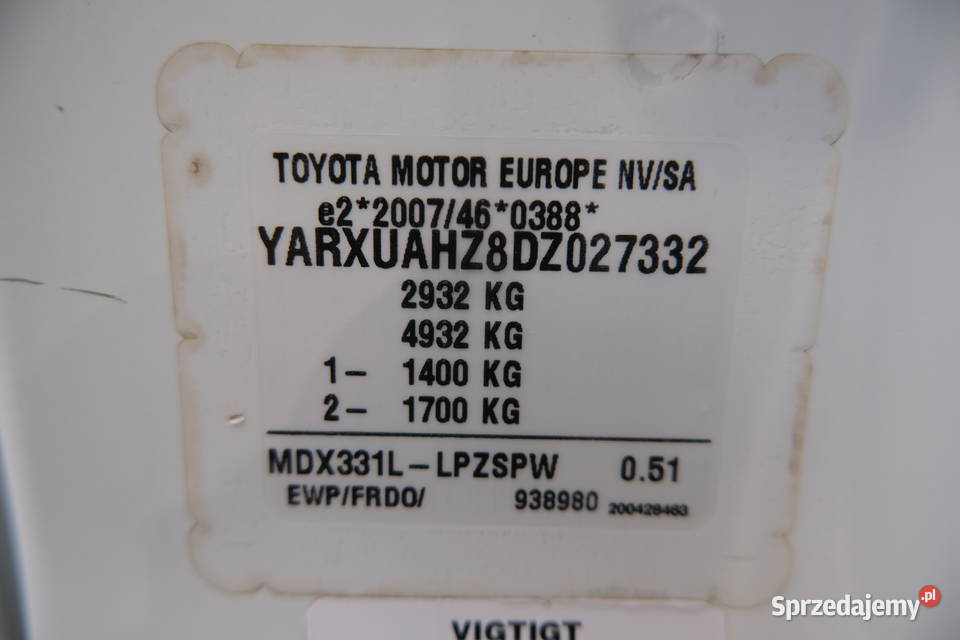 TOYOTA MOTOR EUROPE NV/SA
e2*2007/46*0388*
YARXUAHZ8DZ027332
2932 KG
4932 KG
1- 1400 KG
2- 1700 KG
MDX331L-LPZSPW 0.51
EWP/FRDO/ 938980 200428463
VIGTIGT
Sprzedajemy.pl